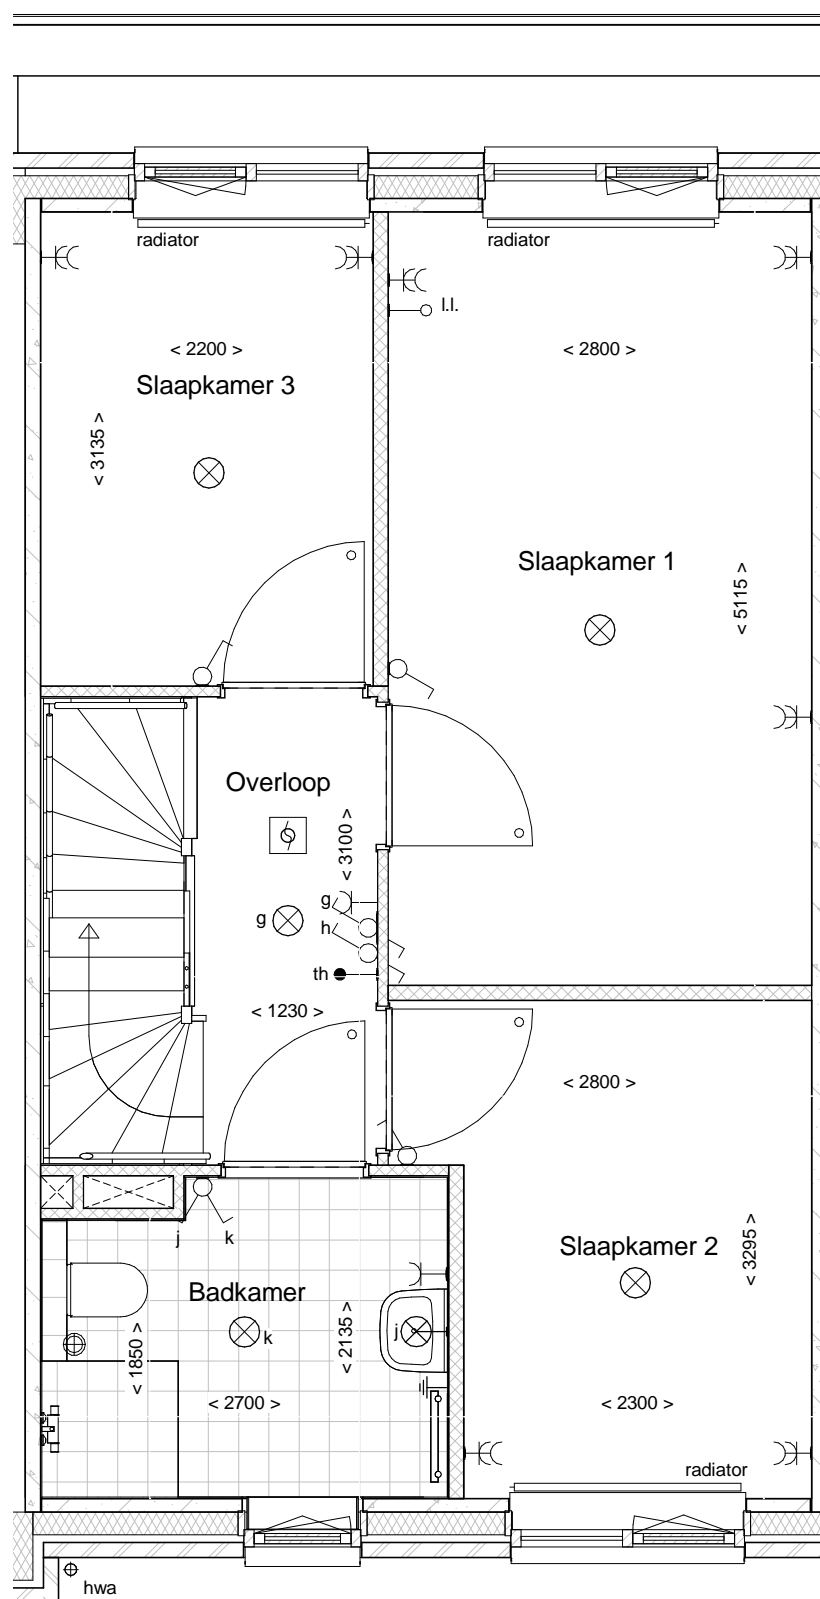 radiator
radiator
l.l.
< 2200 >
< 2800 >
Slaapkamer 3
< 3135 >
Slaapkamer 1
< 5115 >
Overloop
< 3100 >
g
g
h
th
< 1230 >
< 2800 >
j
k
Slaapkamer 2
< 3295 >
Badkamer
j
k
< 1850 >
< 2135 >
< 2700 >
< 2300 >
radiator
hwa